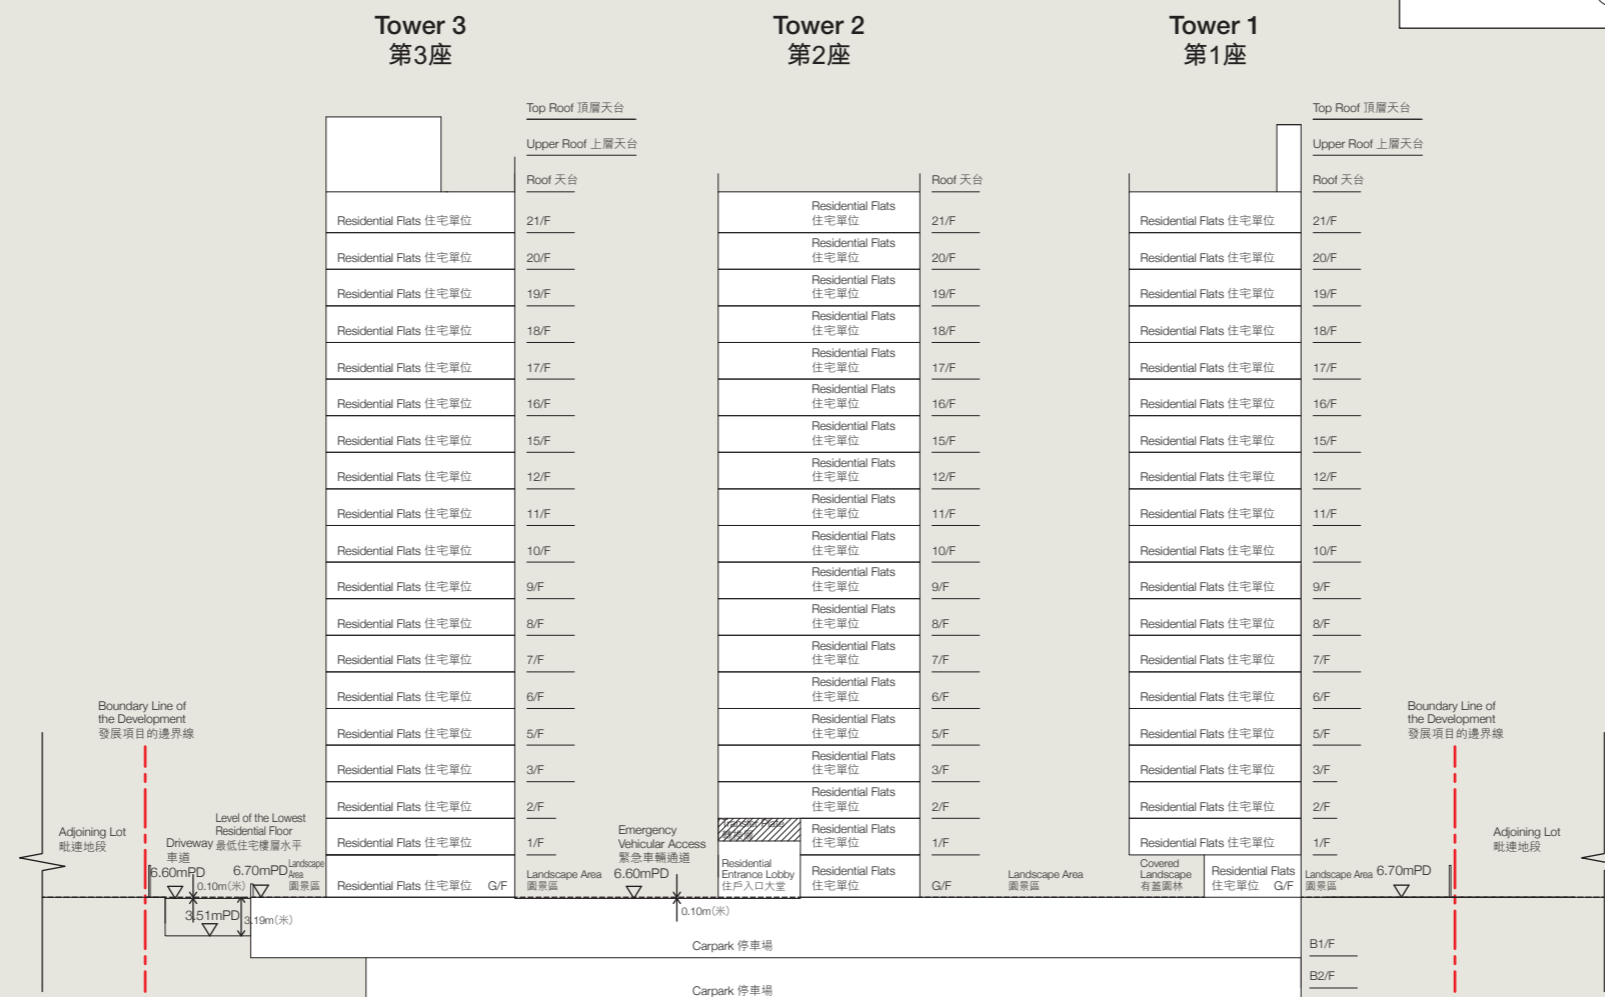 Tower 3
第3座
Tower 2
第2座
Tower 1
第1座
Top Roof 頂層天台
Top Roof 頂層天台
Upper Roof 上層天台
Upper Roof 上層天台
Roof 天台
Roof 天台
Roof 天台
Residential Flats 住宅單位
21/F
Residential Flats
住宅單位
21/F
Residential Flats 住宅單位
21/F
Residential Flats 住宅單位
20/F
Residential Flats
住宅單位
20/F
Residential Flats 住宅單位
20/F
Residential Flats 住宅單位
19/F
Residential Flats
住宅單位
19/F
Residential Flats 住宅單位
19/F
Residential Flats 住宅單位
18/F
Residential Flats
住宅單位
18/F
Residential Flats 住宅單位
18/F
Residential Flats 住宅單位
17/F
Residential Flats
住宅單位
17/F
Residential Flats 住宅單位
17/F
Residential Flats 住宅單位
16/F
Residential Flats
住宅單位
16/F
Residential Flats 住宅單位
16/F
Residential Flats 住宅單位
15/F
Residential Flats
住宅單位
15/F
Residential Flats 住宅單位
15/F
Residential Flats 住宅單位
12/F
Residential Flats
住宅單位
12/F
Residential Flats 住宅單位
12/F
Residential Flats 住宅單位
11/F
Residential Flats
住宅單位
11/F
Residential Flats 住宅單位
11/F
Residential Flats 住宅單位
10/F
Residential Flats
住宅單位
10/F
Residential Flats 住宅單位
10/F
Residential Flats 住宅單位
9/F
Residential Flats
住宅單位
9/F
Residential Flats 住宅單位
9/F
Residential Flats 住宅單位
8/F
Residential Flats
住宅單位
8/F
Residential Flats 住宅單位
8/F
Residential Flats 住宅單位
7/F
Residential Flats
住宅單位
7/F
Residential Flats 住宅單位
7/F
Residential Flats 住宅單位
6/F
Residential Flats
住宅單位
6/F
Residential Flats 住宅單位
6/F
Boundary Line of
the Development
發展項目的邊界線
Residential Flats 住宅單位
5/F
Residential Flats
住宅單位
5/F
Residential Flats 住宅單位
5/F
Boundary Line of
the Development
發展項目的邊界線
Residential Flats 住宅單位
3/F
Residential Flats
住宅單位
3/F
Residential Flats 住宅單位
3/F
Residential Flats 住宅單位
2/F
Residential Flats
住宅單位
2/F
Residential Flats 住宅單位
2/F
Adjoining Lot
毗連地段
Driveway
車道
6.60mPD
0.10m(米)
Level of the Lowest
Residential Floor
最低住宅樓層水平
6.70mPD
Landscape
Area
園景區
Residential Flats 住宅單位
1/F
Emergency
Vehicular Access
緊急車輛通道
6.60mPD
Transfer Plate
轉換層
Residential Flats
住宅單位
1/F
Residential Flats 住宅單位
1/F
Adjoining Lot
毗連地段
Residential Flats 住宅單位
G/F
Landscape Area
園景區
Residential
Entrance Lobby
住戶入口大堂
Residential Flats
住宅單位
G/F
Landscape Area
園景區
Covered
Landscape
有蓋園林
Residential Flats
住宅單位 G/F
Landscape Area
園景區
6.70mPD
3.51mPD
3.19m(米)
0.10m(米)
Carpark 停車場
B1/F
B2/F
Carpark 停車場